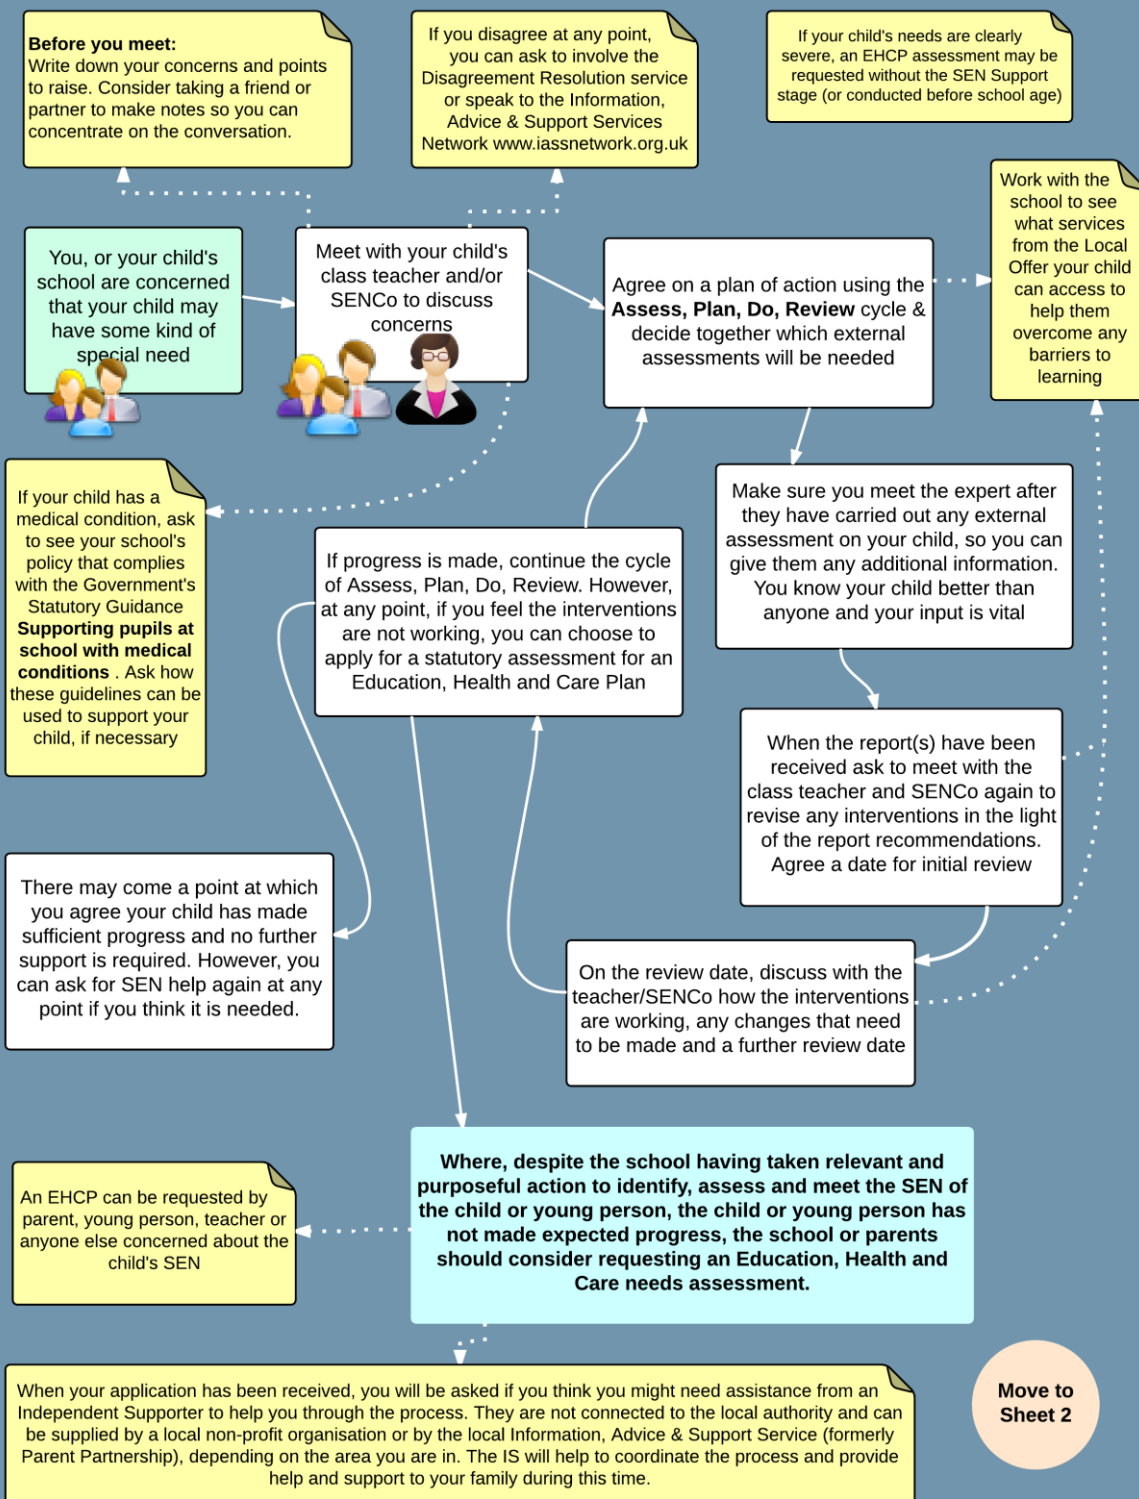 Before you meet:
Write down your concerns and points
to raise. Consider taking a friend or
partner to make notes so you can
concentrate on the conversation.
If you disagree at any point,
you can ask to involve the
Disagreement Resolution service
or speak to the Information,
Advice & Support Services
Network www.iassnetwork.org.uk
If your child's needs are clearly
severe, an EHCP assessment may be
requested without the SEN Support
stage (or conducted before school age)
Work with the
school to see
what services
from the Local
Offer your child
can access to
help them
overcome any
barriers to
learning
You, or your child's
school are concerned
that your child may
have some kind of
special need
Meet with your child's
class teacher and/or
SENCo to discuss
concerns
Agree on a plan of action using the
Assess, Plan, Do, Review cycle &
decide together which external
assessments will be needed
If your child has a
medical condition, ask
to see your school's
policy that complies
with the Government's
Statutory Guidance
Supporting pupils at
school with medical
conditions . Ask how
these guidelines can be
used to support your
child, if necessary
If progress is made, continue the cycle
of Assess, Plan, Do, Review. However,
at any point, if you feel the interventions
are not working, you can choose to
apply for a statutory assessment for an
Education, Health and Care Plan
Make sure you meet the expert after
they have carried out any external
assessment on your child, so you can
give them any additional information.
You know your child better than
anyone and your input is vital
When the report(s) have been
received ask to meet with the
class teacher and SENCo again to
revise any interventions in the light
of the report recommendations.
Agree a date for initial review
There may come a point at which
you agree your child has made
sufficient progress and no further
support is required. However, you
can ask for SEN help again at any
point if you think it is needed.
On the review date, discuss with the
teacher/SENCo how the interventions
are working, any changes that need
to be made and a further review date
Where, despite the school having taken relevant and
purposeful action to identify, assess and meet the SEN of
the child or young person, the child or young person has
not made expected progress, the school or parents
should consider requesting an Education, Health and
Care needs assessment.
An EHCP can be requested by
parent, young person, teacher or
anyone else concerned about the
child's SEN
When your application has been received, you will be asked if you think you might need assistance from an
Independent Supporter to help you through the process. They are not connected to the local authority and can
be supplied by a local non-profit organisation or by the local Information, Advice & Support Service (formerly
Parent Partnership), depending on the area you are in. The IS will help to coordinate the process and provide
help and support to your family during this time.
Move to
Sheet 2